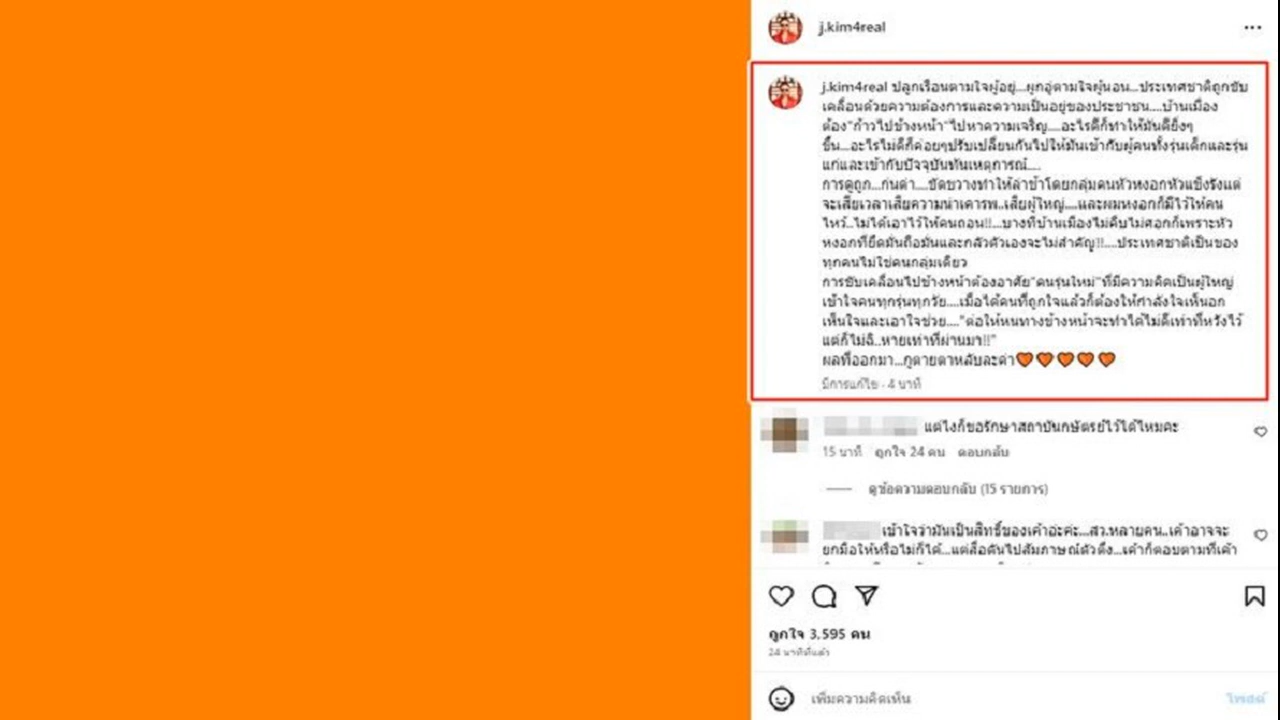 j.kim4real
j.kim4real ปลูกเรือนตามใจผู้อยู่...ผูกอู่ตามใจผู้นอน...ประเทศชาติถูกขับ
เคลื่อนด้วยความต้องการและความเป็นอยู่ของประชาชน....บ้านเมือง
ต้อง"ก้าวไปข้างหน้า"ไปหาความเจริญ....อะไรดีก็ทำให้มันดียิ่งๆ
ขึ้น...อะไรไม่ดีก็ค่อยๆปรับเปลี่ยนกันไปให้มันเข้ากับผู้คนทั้งรุ่นเด็กและรุ่น
แก่และเข้ากับปัจจุบันทันเหตุการณ์....
การดูถูก...ก่นด่า....ขัดขวางทำให้ล่าช้าโดยกลุ่มคนหัวหงอกหัวแข็งรังแต่
จะเสียเวลาเสียความน่าเคารพ..เสียผู้ใหญ่....และผมหงอกก็มีไว้ให้คน
ไหว้..ไม่ได้เอาไว้ให้คนถอน!!...บางทีบ้านเมืองไม่คืบไม่ศอกก็เพราะหัว
หงอกที่ยึดมั่นถือมั่นและกลัวตัวเองจะไม่สำคัญ!!....ประเทศชาติเป็นของ
ทุกคนไม่ใช่คนกลุ่มเดียว
การขับเคลื่อนไปข้างหน้าต้องอาศัย"คนรุ่นใหม่"ที่มีความคิดเป็นผู้ใหญ่
เข้าใจคนทุกรุ่นทุกวัย....เมื่อได้คนที่ถูกใจแล้วก็ต้องให้กำลังใจเห็นอก
เห็นใจและเอาใจช่วย...."ต่อให้หนทางข้างหน้าจะทำได้ไม่ดีเท่าที่หวังไว้
แต่ก็ไม่ฉิ..หายเท่าที่ผ่านมา!!"
ผลที่ออกมา...กูตายตาหลับละค่า🧡🧡🧡🧡🧡
มีการแก้ไข · 4 นาที
แต่ไงก็ขอรักษาสถาบันกษัตรย์ไว้ได้ไหมคะ
15 นาที ถูกใจ 24 คน ตอบกลับ
ดูข้อความตอบกลับ (15 รายการ)
เข้าใจว่ามันเป็นสิทธิ์ของเค้าอ่ะค่ะ...สว.หลายคน..เค้าอาจจะ
ยกมือให้หรือไม่ก็ได้...แต่สื่อดันไปสัมภาษณ์ตัวตึง...เค้าก็ตอบตามที่เค้า
ถูกใจ 3,595 คน
24 นาทีที่แล้ว
เพิ่มความคิดเห็น
โพสต์